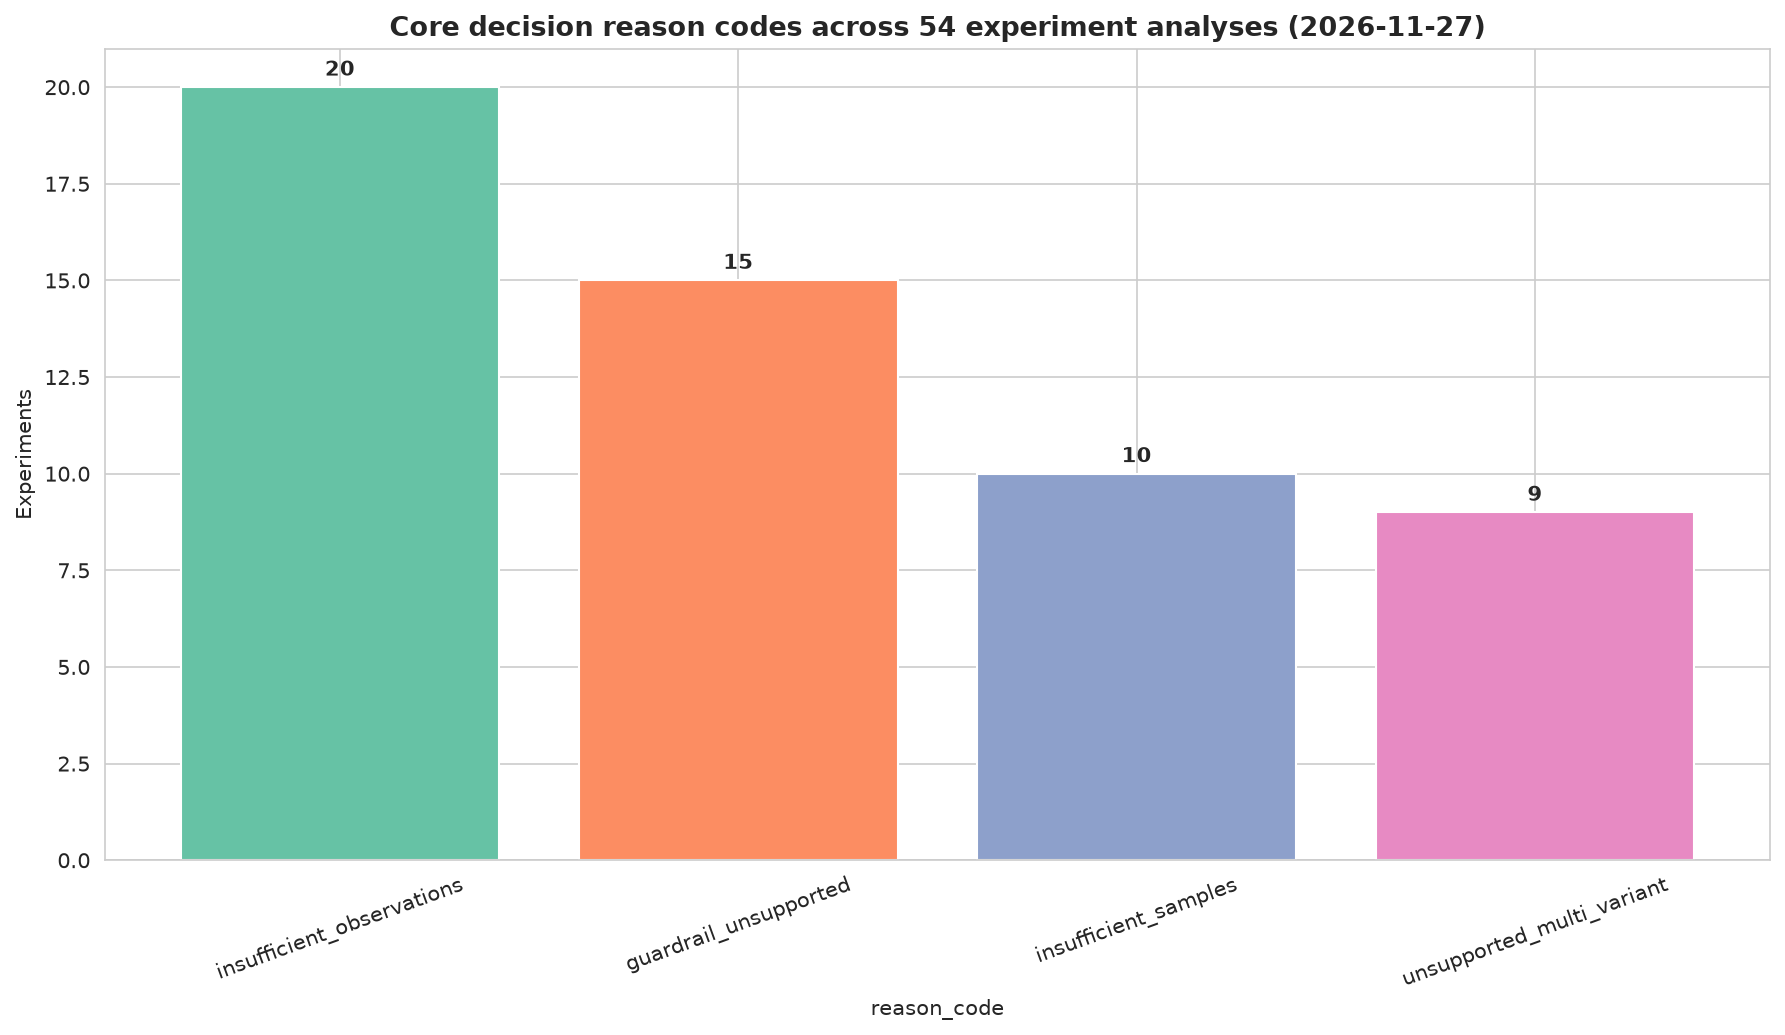 Core decision reason codes across 54 experiment analyses (2026-11-27)
20
20.0
17.5
15
15.0
12.5
10
10.0
9
7.5
5.0
2.5
0.0
Experiments
insufficient_observations
guardrail_unsupported
insufficient_samples
unsupported_multi_variant
reason_code